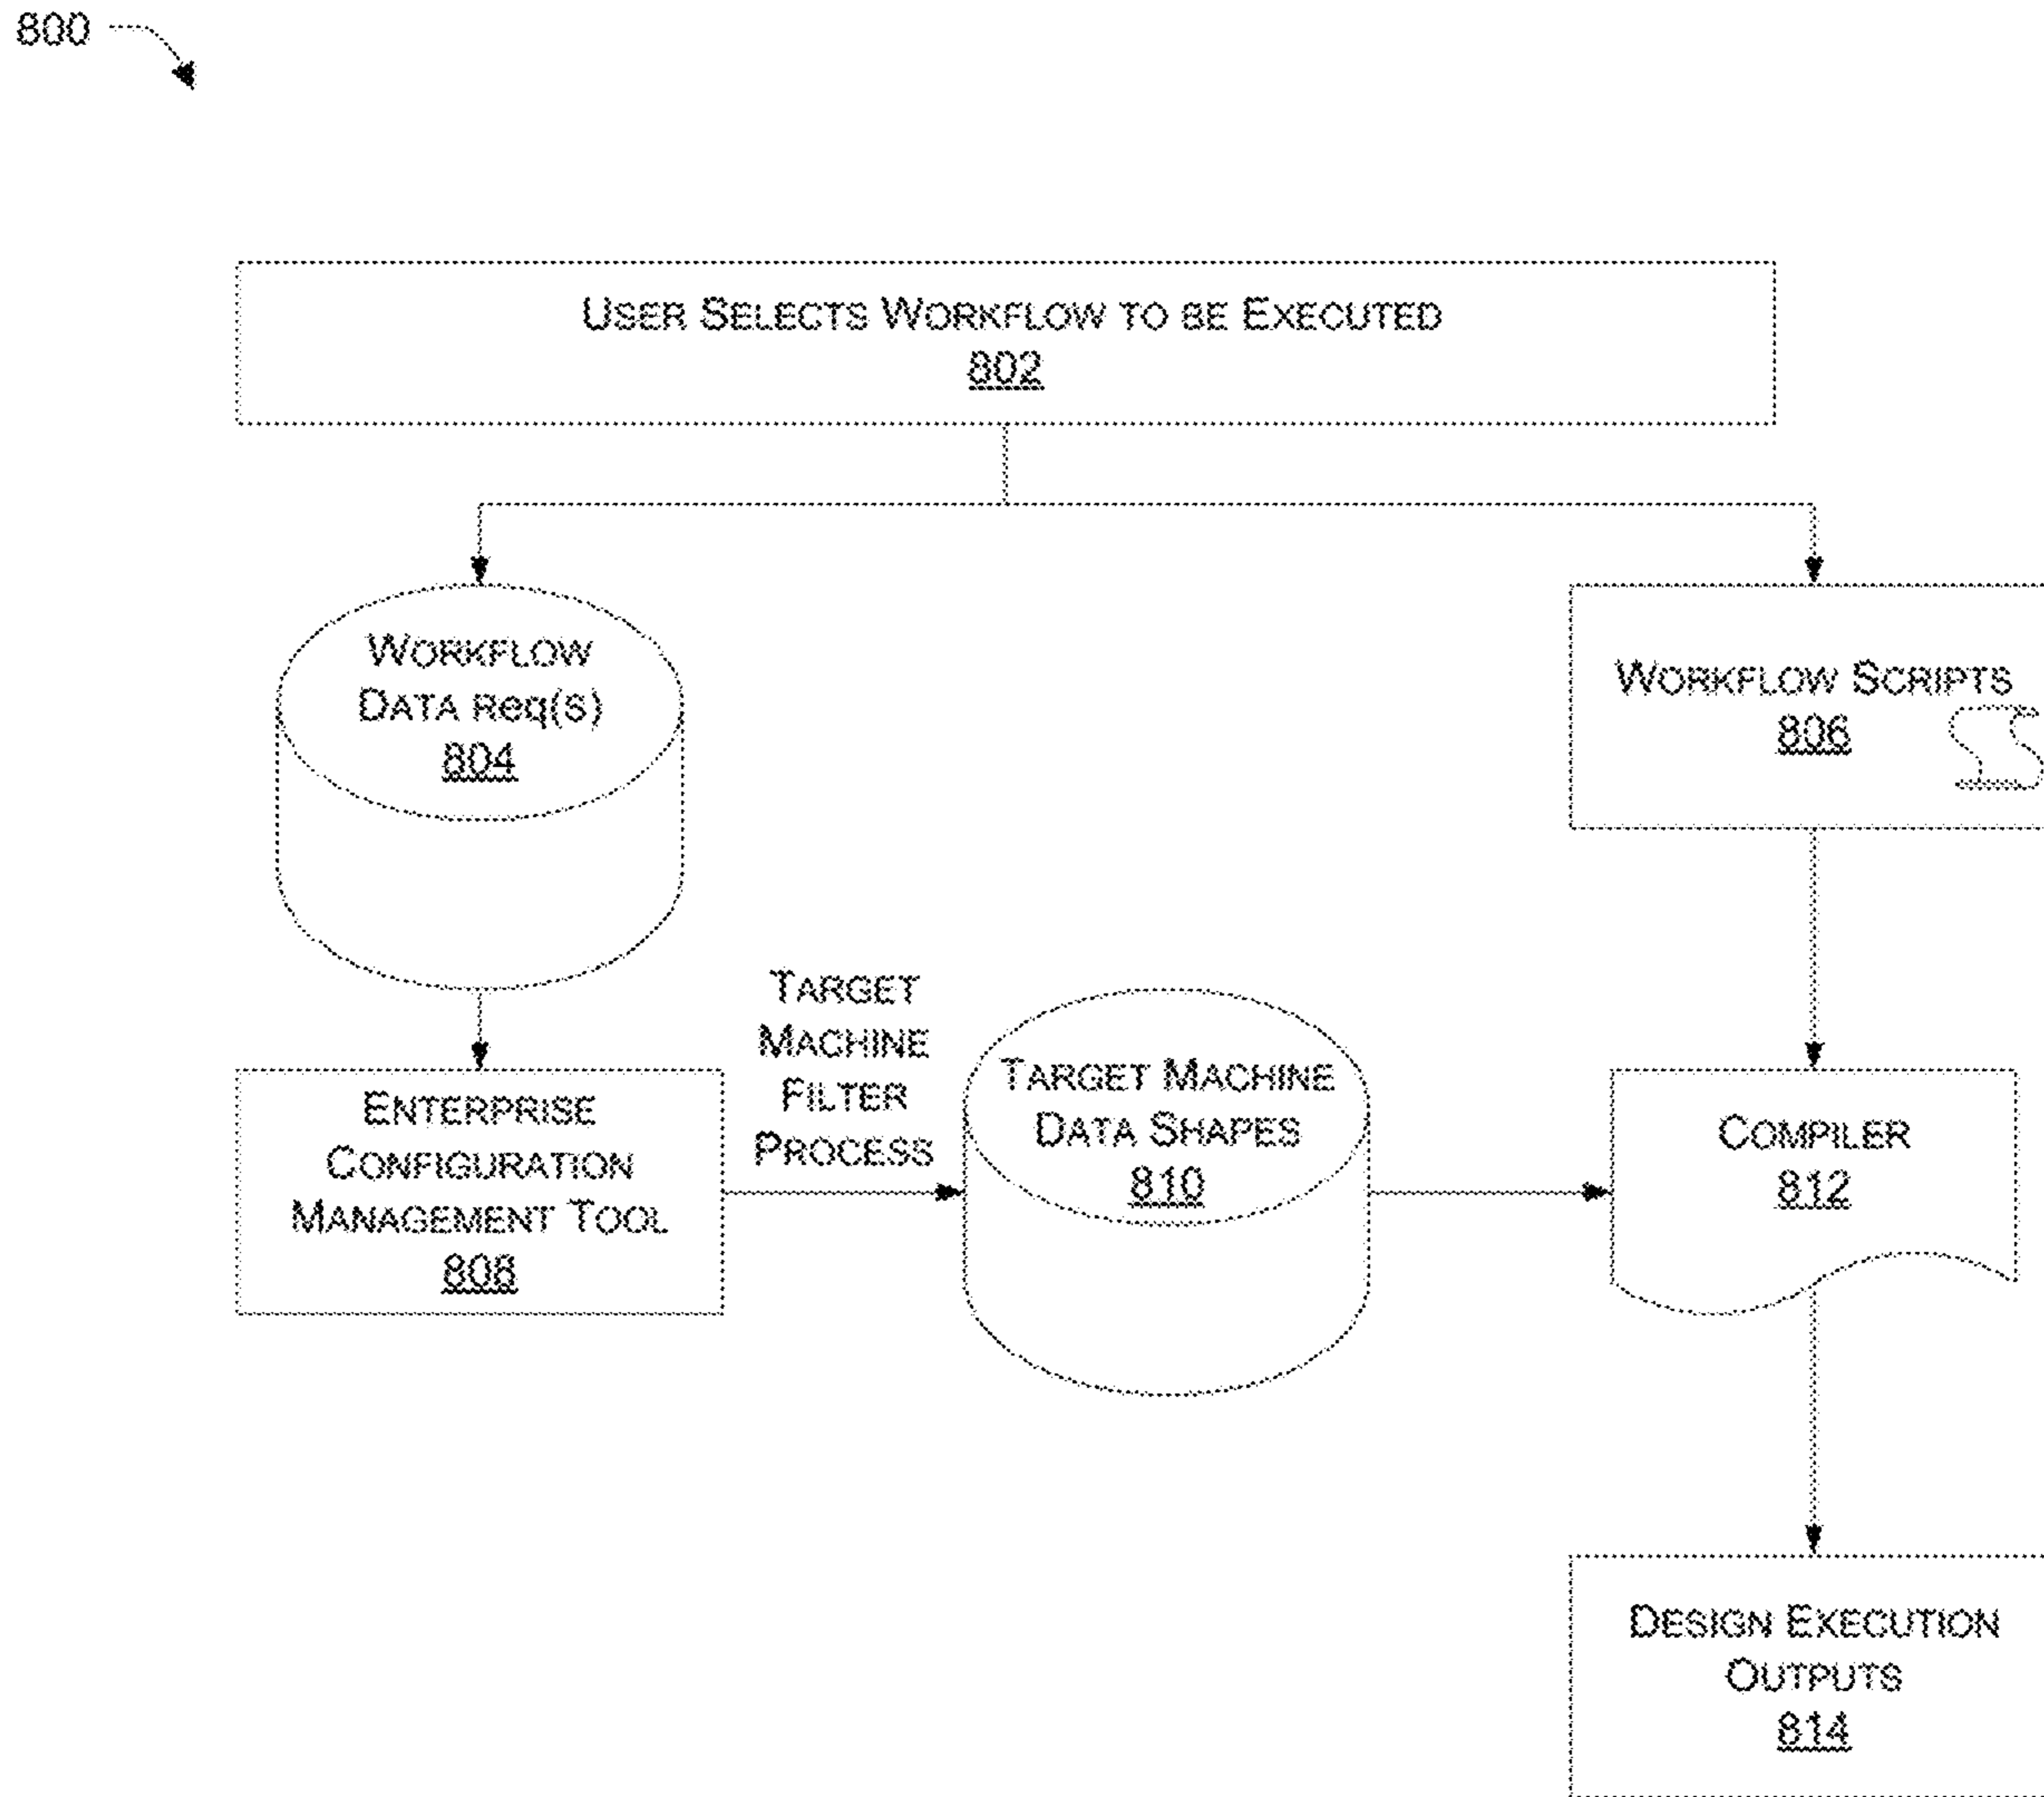 800
USER SELECTS WORKFLOW TO BE EXECUTED
802
WORKFLOW
DATA Req(s)
804
WORKFLOW SCRIPTS
806
ENTERPRISE
CONFIGURATION
MANAGEMENT TOOL
808
TARGET
MACHINE
FILTER
PROCESS
TARGET MACHINE
DATA SHAPES
810
COMPILER
812
DESIGN EXECUTION
OUTPUTS
814